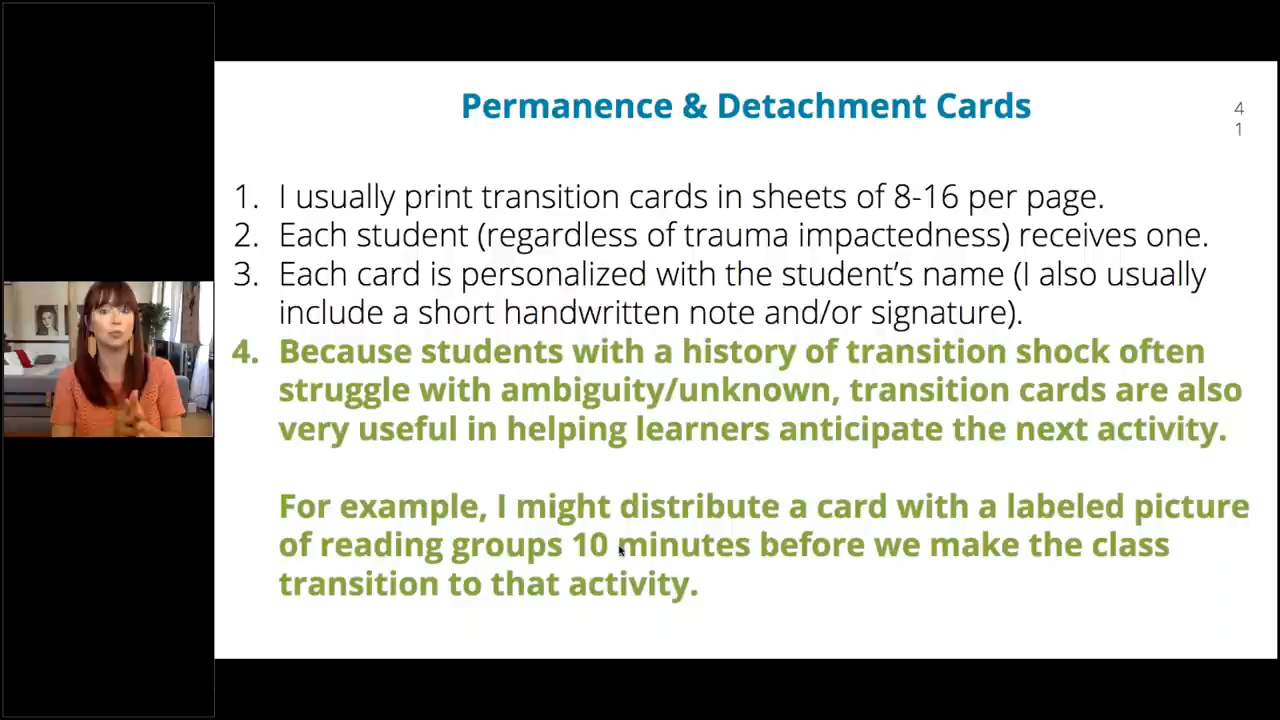 Permanence & Detachment Cards
4
1
1. I usually print transition cards in sheets of 8-16 per page.
2. Each student (regardless of trauma impactedness) receives one.
3. Each card is personalized with the student’s name (I also usually
include a short handwritten note and/or signature).
4. Because students with a history of transition shock often
struggle with ambiguity/unknown, transition cards are also
very useful in helping learners anticipate the next activity.
For example, I might distribute a card with a labeled picture
of reading groups 10 minutes before we make the class
transition to that activity.